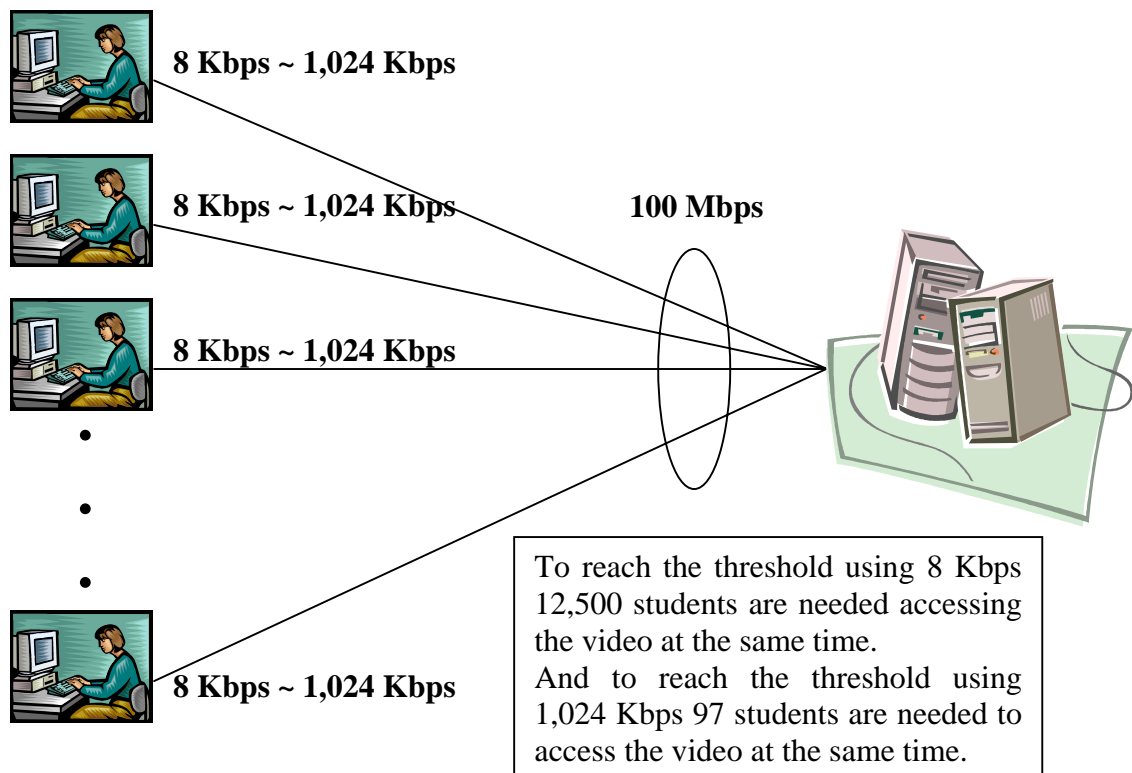 8 Kbps ~ 1,024 Kbps
8 Kbps ~ 1,024 Kbps
100 Mbps
8 Kbps ~ 1,024 Kbps
8 Kbps ~ 1,024 Kbps
To reach the threshold using 8 Kbps
12,500 students are needed accessing
the video at the same time.
And to reach the threshold using
1,024 Kbps 97 students are needed to
access the video at the same time.